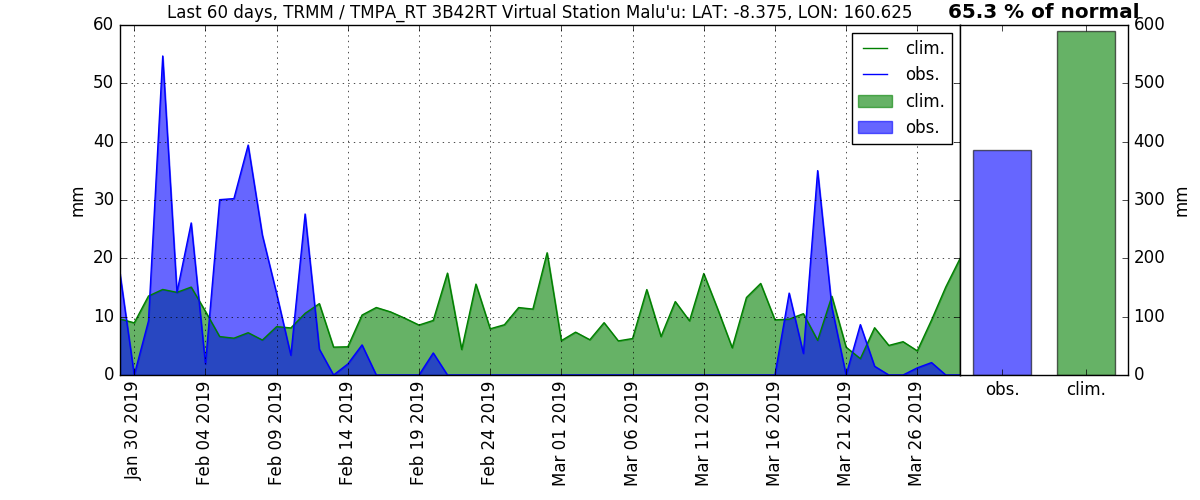 Last 60 days, TRMM / TMPA_RT 3B42RT Virtual Station Malu'u: LAT: -8.375, LON: 160.625
65.3 % of normal
60
50
40
30
20
10
0
mm
clim.
obs.
clim.
obs.
600
500
400
300
200
100
0
mm
obs.
clim.
Jan 30 2019
Feb 04 2019
Feb 09 2019
Feb 14 2019
Feb 19 2019
Feb 24 2019
Mar 01 2019
Mar 06 2019
Mar 11 2019
Mar 16 2019
Mar 21 2019
Mar 26 2019